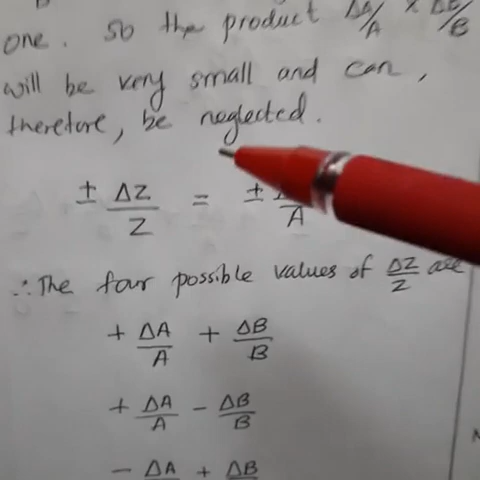 one. So the product ΔA/A × ΔB/B
will be very small and can,
therefore, be neglected.
± ΔZ/Z = ± /A
∴ The four possible values of ΔZ/Z are
+ ΔA/A + ΔB/B
+ ΔA/A - ΔB/B
- ΔA + ΔB